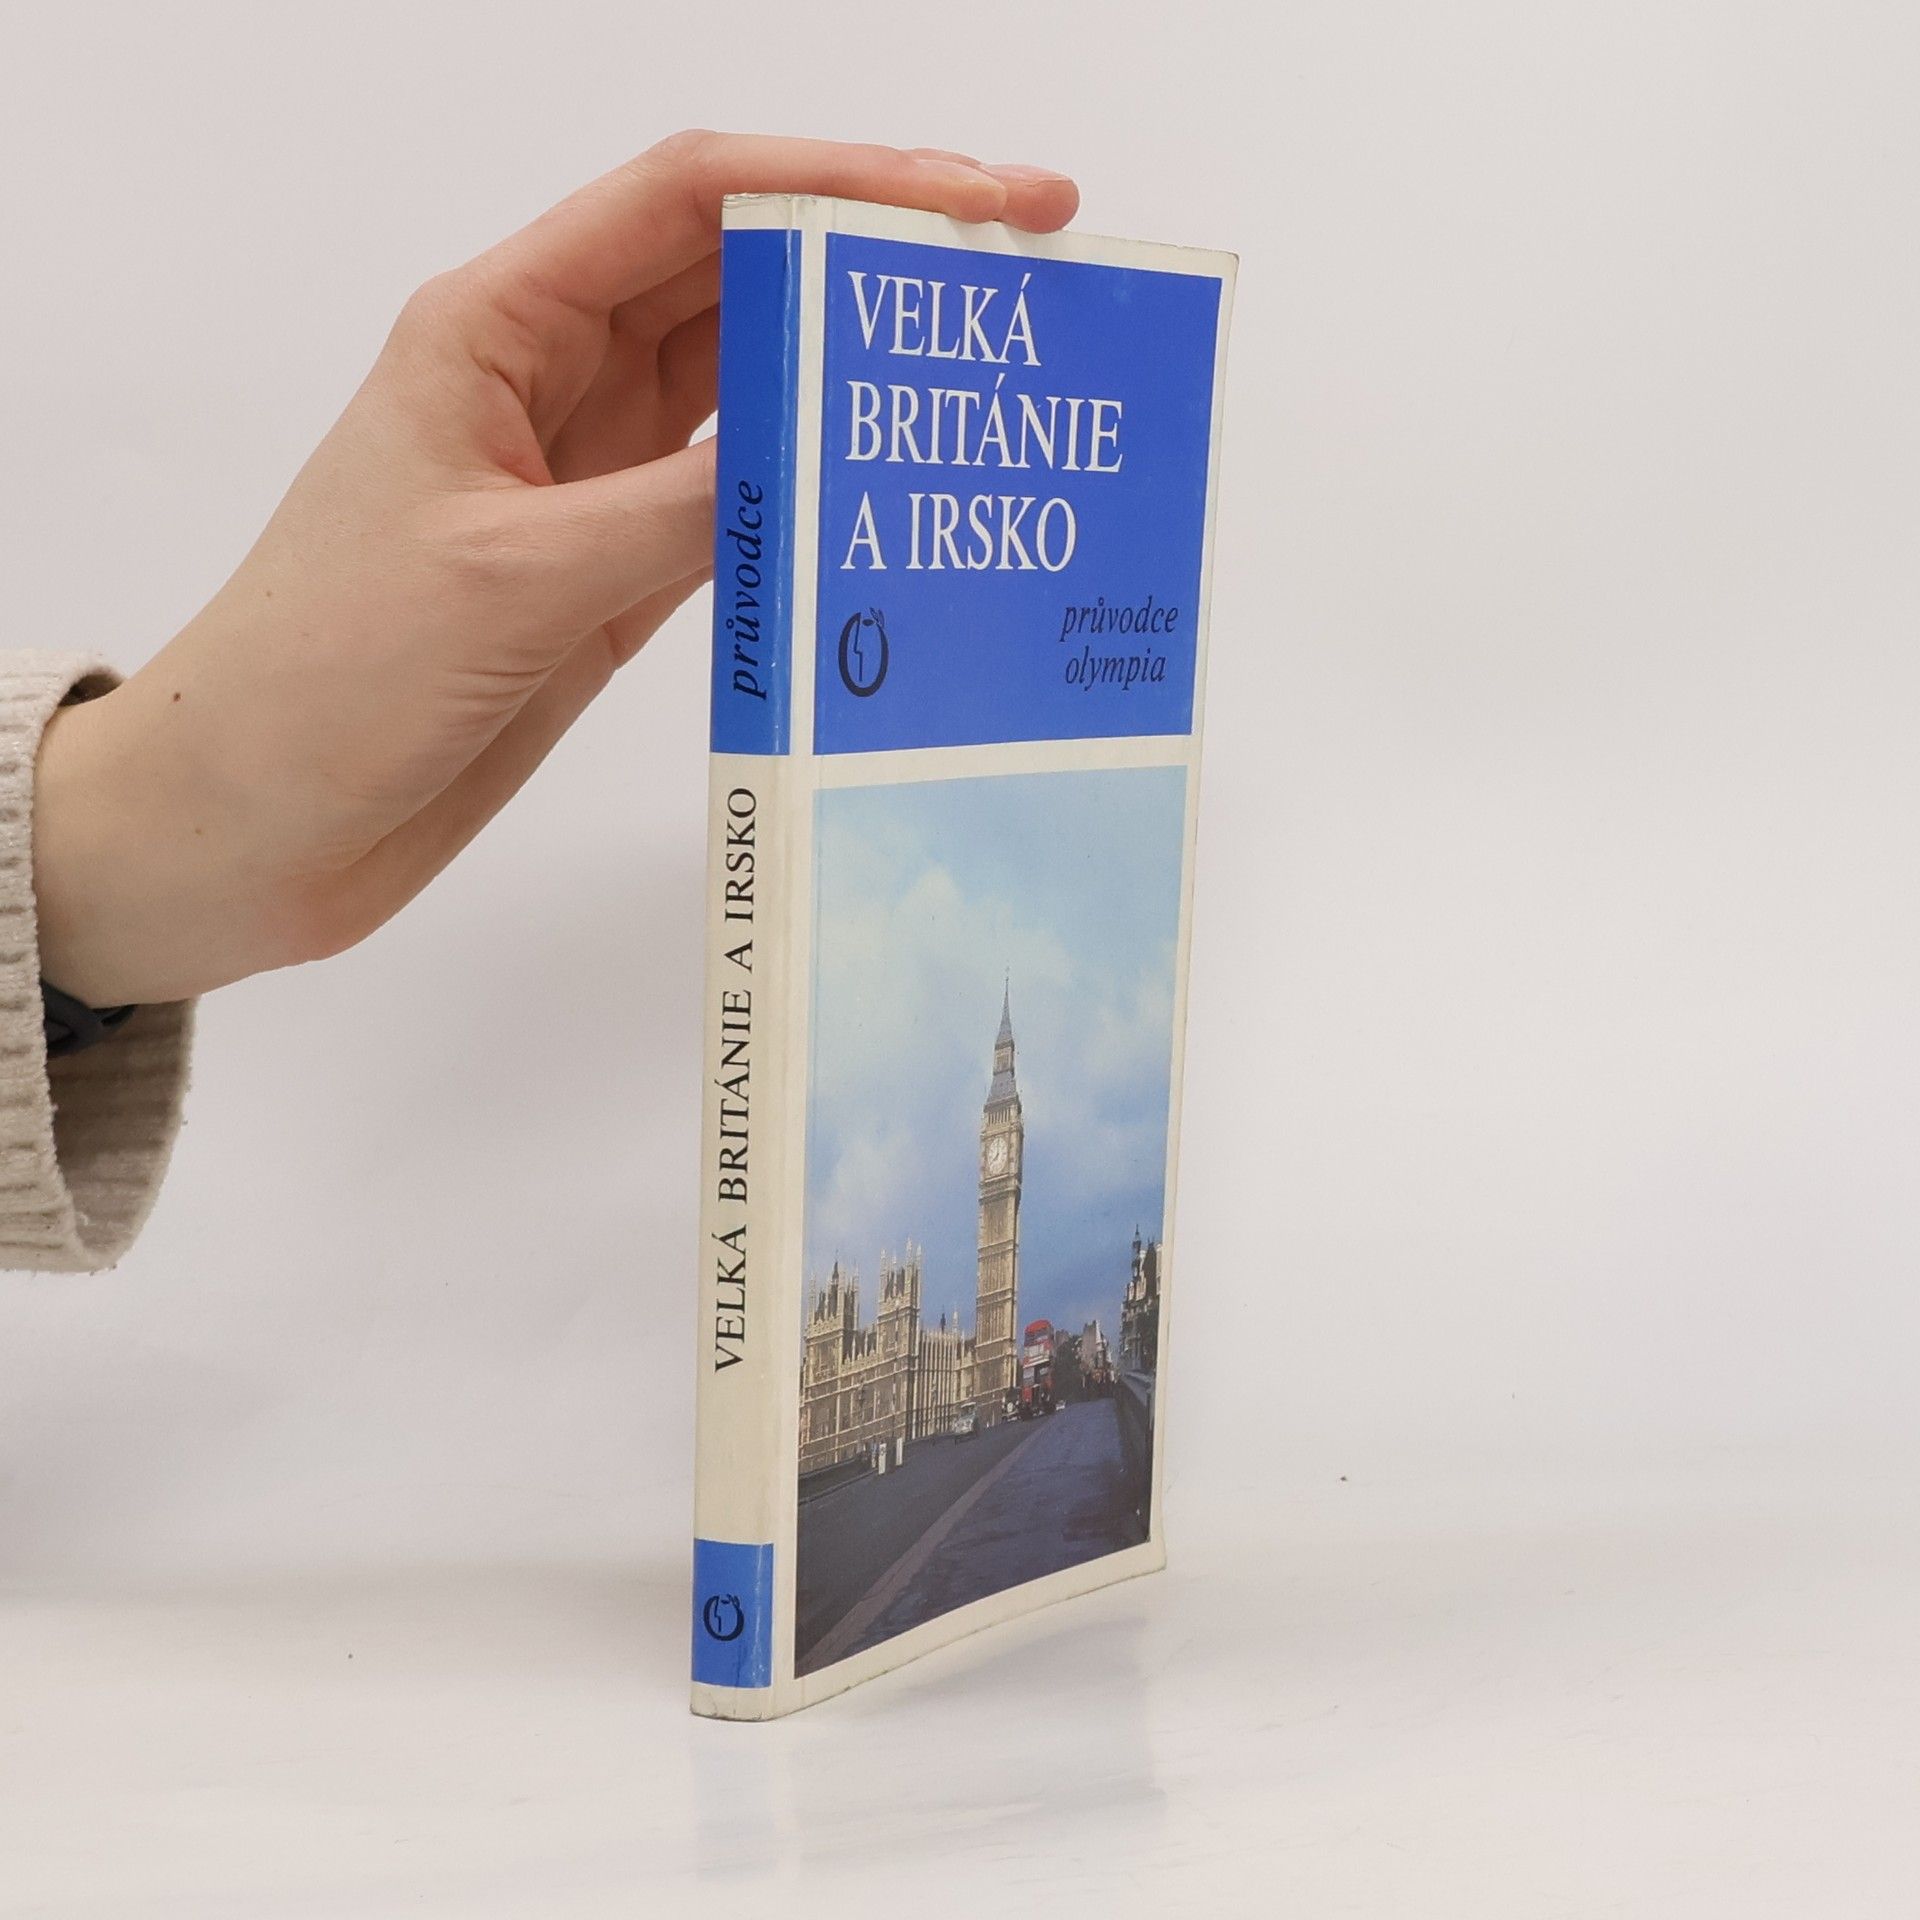 VELKÁ
BRITÁNIE
A IRSKO
průvodce
olympia
průvodce
VELKÁ BRITÁNIE A IRSKO